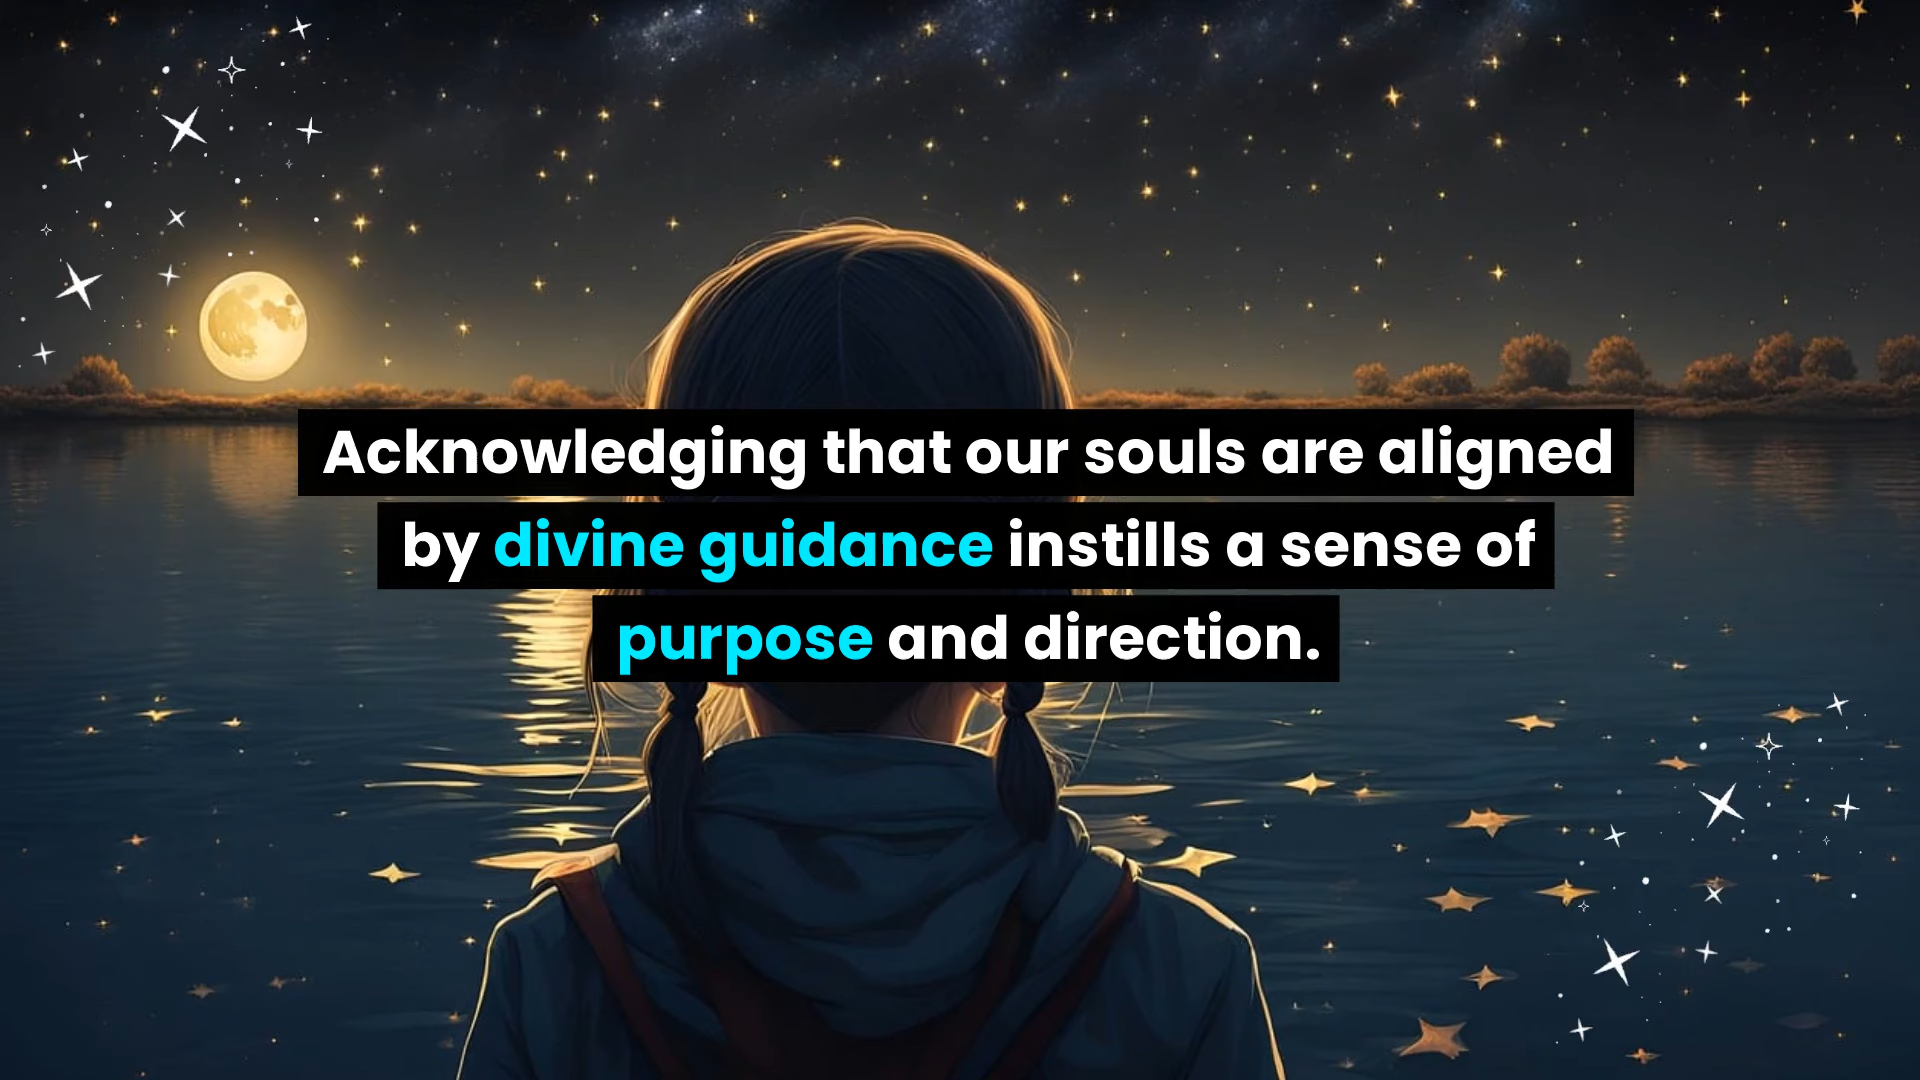 Acknowledging that our souls are aligned
by divine guidance instills a sense of
purpose and direction.